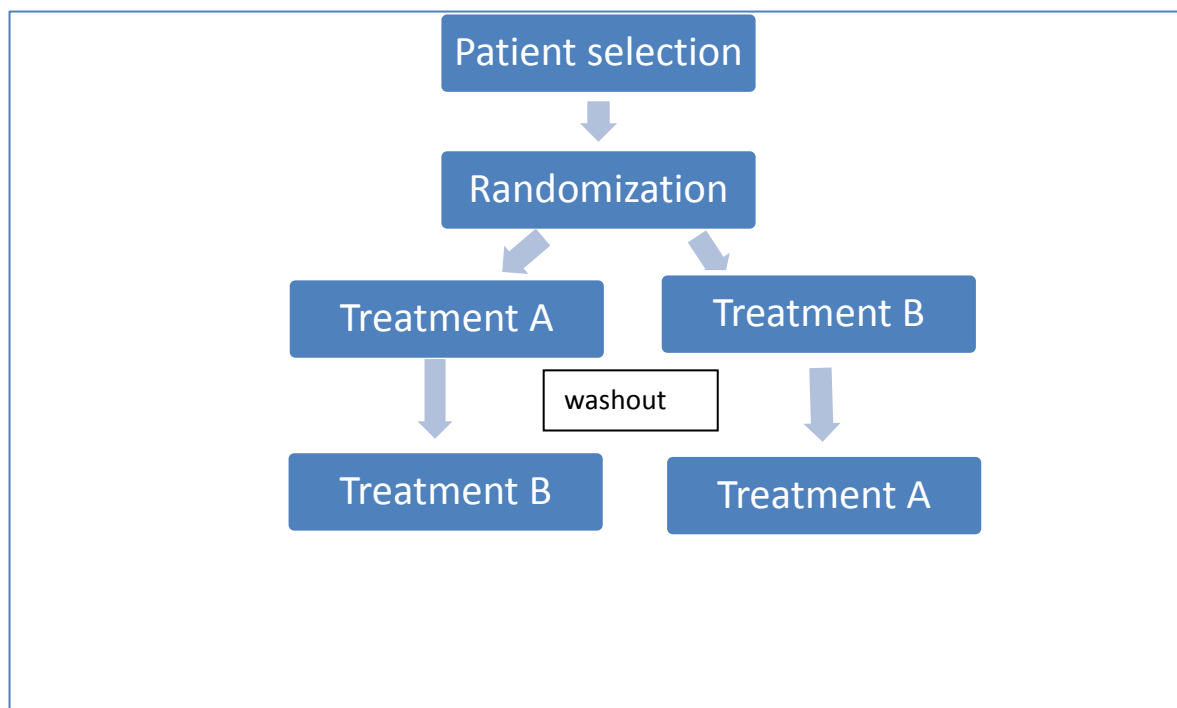 Patient selection
Randomization
Treatment A
Treatment B
washout
Treatment B
Treatment A